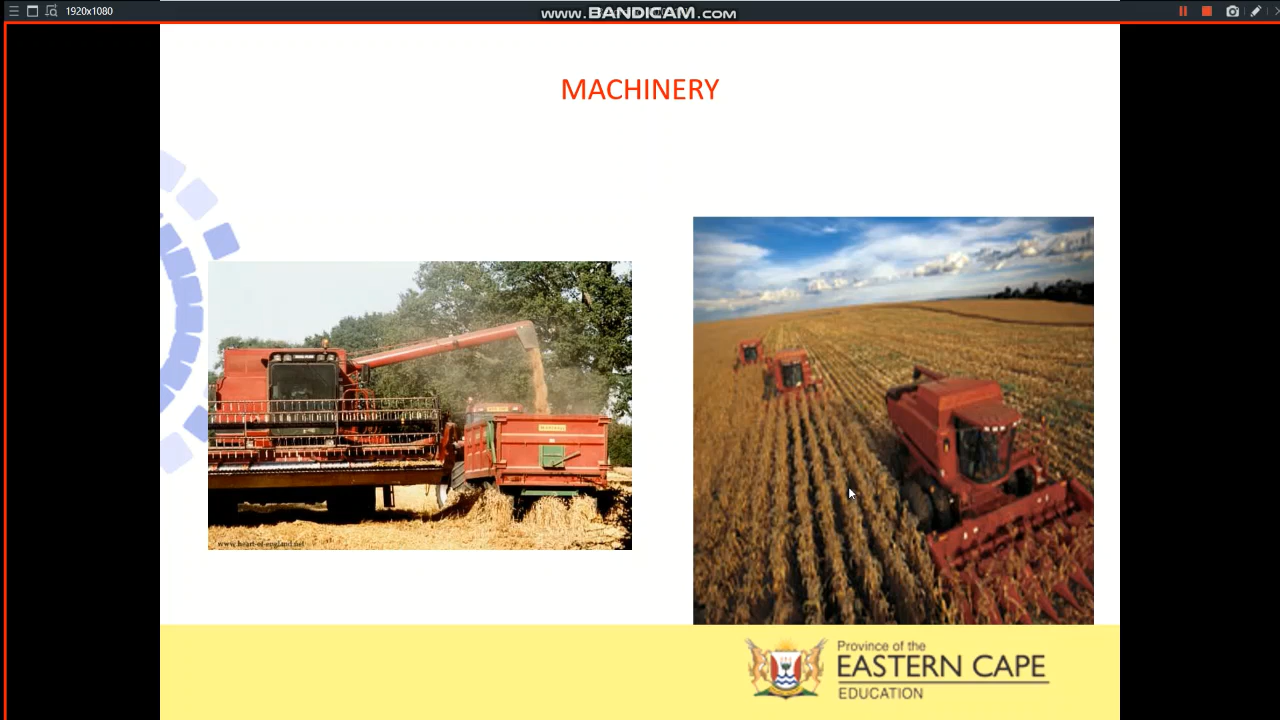 1920x1080
www.BANDICAM.com
MACHINERY
www.heart-of-england.net
Province of the
EASTERN CAPE
EDUCATION